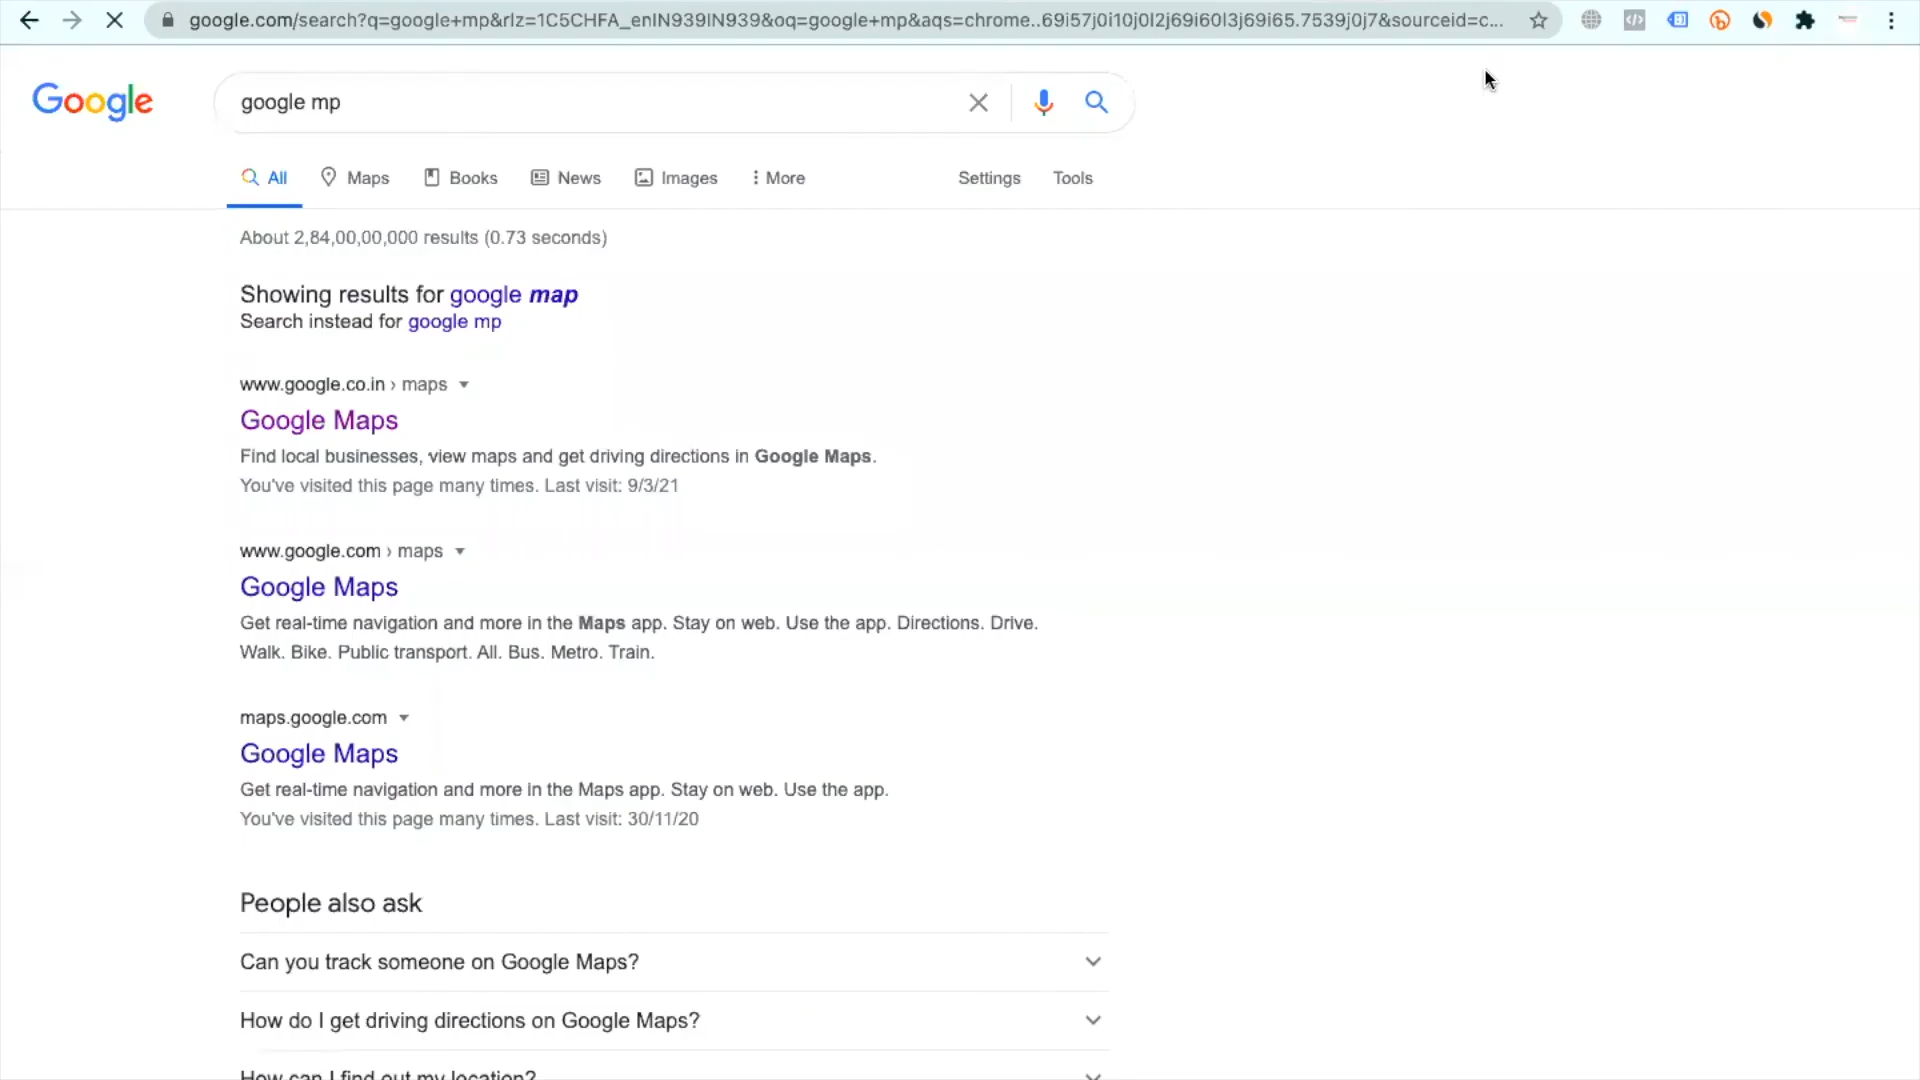 google.com/search?q=google+mp&rlz=1C5CHFA_enIN939IN939&oq=google+mp&aqs=chrome..69i57j0i10j0l2j69i60l3j69i65.7539j0j7&sourceid=c...
Google
google mp
All
Maps
Books
News
Images
More
Settings
Tools
About 2,84,00,00,000 results (0.73 seconds)
Showing results for google map
Search instead for google mp
www.google.co.in › maps
Google Maps
Find local businesses, view maps and get driving directions in Google Maps.
You've visited this page many times. Last visit: 9/3/21
www.google.com › maps
Google Maps
Get real-time navigation and more in the Maps app. Stay on web. Use the app. Directions. Drive.
Walk. Bike. Public transport. All. Bus. Metro. Train.
maps.google.com
Google Maps
Get real-time navigation and more in the Maps app. Stay on web. Use the app.
You've visited this page many times. Last visit: 30/11/20
People also ask
Can you track someone on Google Maps?
How do I get driving directions on Google Maps?
How can I find out my location?